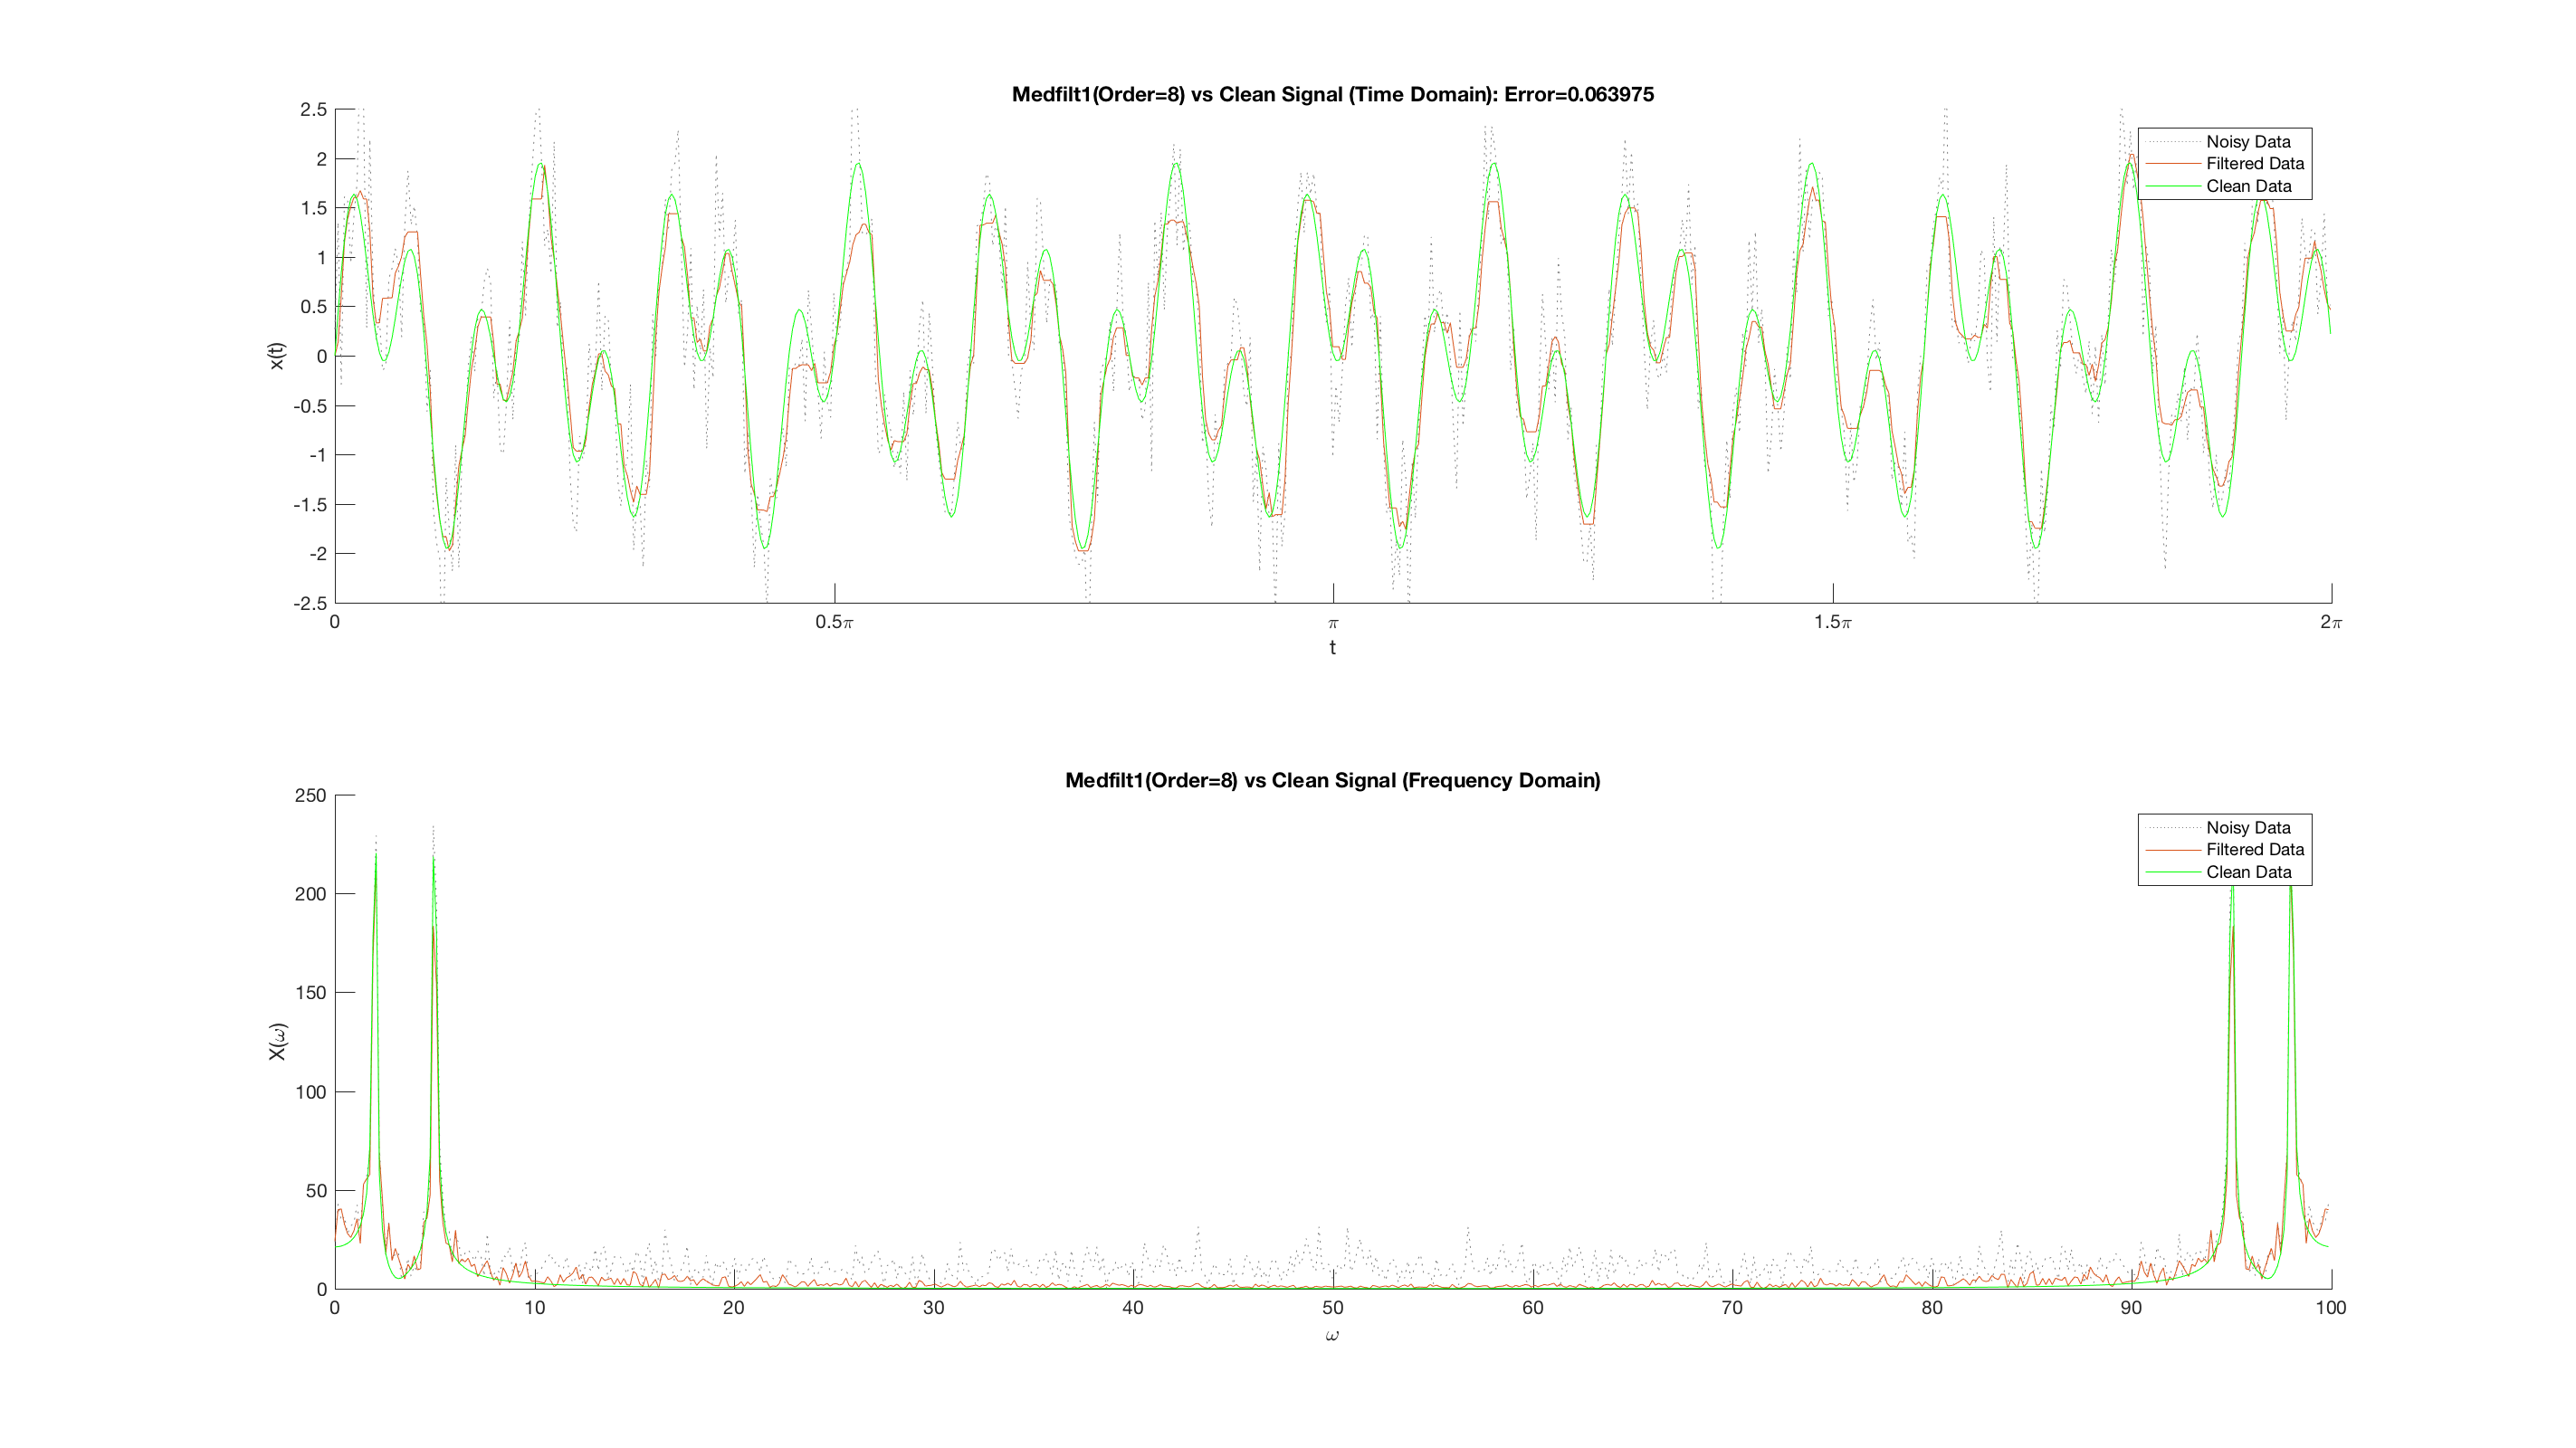 Medfilt1(Order=8) vs Clean Signal (Time Domain): Error=0.063975
2.5
2
1.5
1
0.5
0
-0.5
-1
-1.5
-2
-2.5
x(t)
Noisy Data
Filtered Data
Clean Data
0 0.5π π 1.5π 2π
t
Medfilt1(Order=8) vs Clean Signal (Frequency Domain)
250
200
150
100
50
0
X(ω)
Noisy Data
Filtered Data
Clean Data
0 10 20 30 40 50 60 70 80 90 100
ω